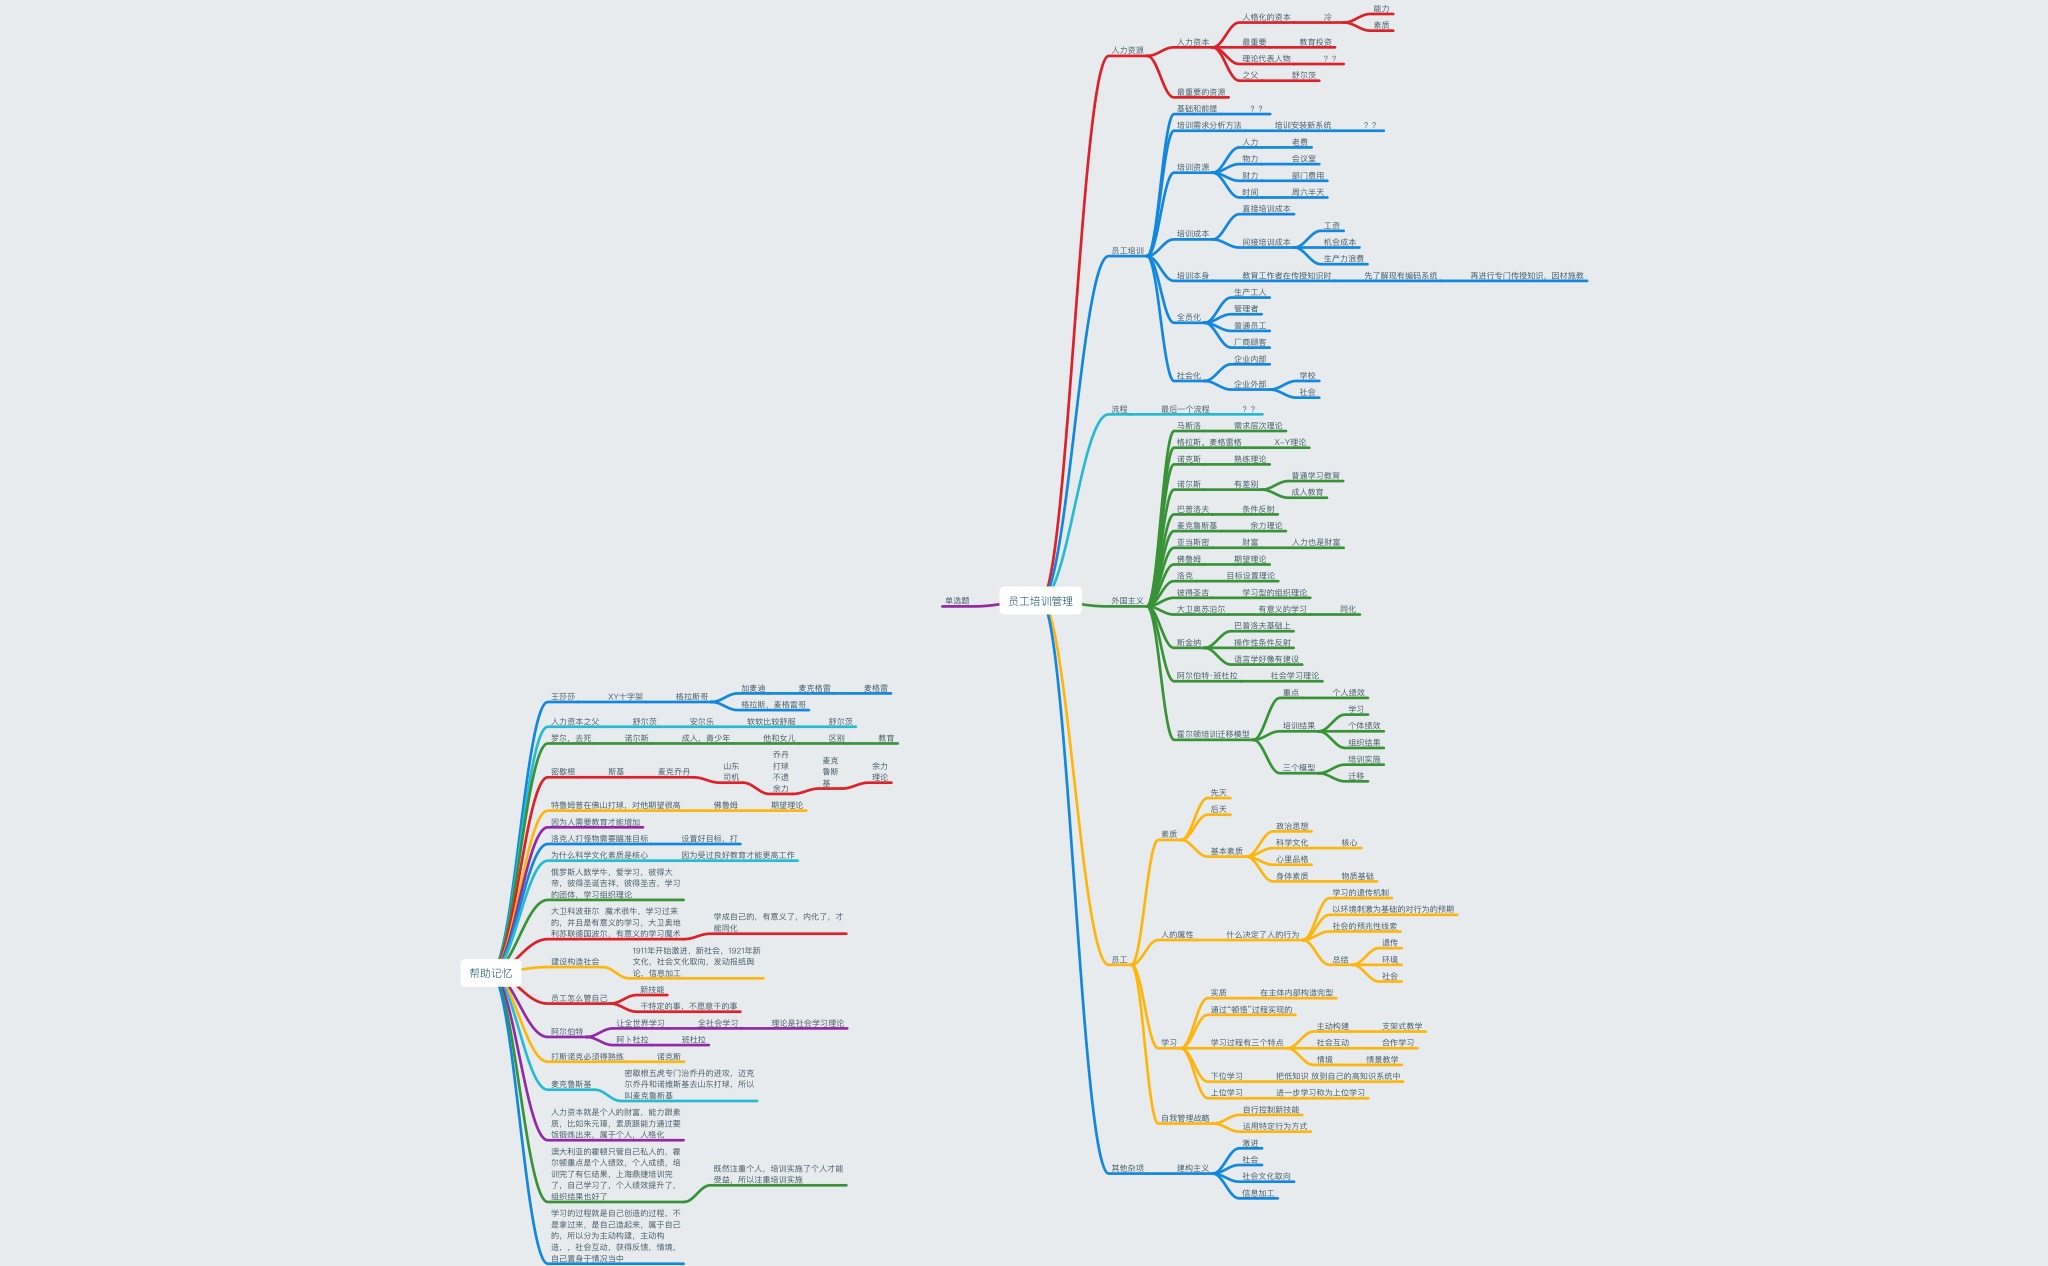 员工培训管理
单选题
人力资源
人力资本
人格化的资本
冷
能力
素质
最重要
教育投资
理论代表人物
？？
之父
舒尔茨
最重要的资源
员工培训
基础和前提
？？
培训需求分析方法
培训安装新系统
？？
培训资源
人力
老费
物力
会议室
财力
部门费用
时间
周六半天
培训成本
直接培训成本
间接培训成本
工资
机会成本
生产力浪费
培训本身
教育工作者在传授知识时
先了解现有编码系统
再进行专门传授知识、因材施教
全员化
生产工人
管理者
普通员工
厂商顾客
社会化
企业内部
企业外部
学校
社会
流程
最后一个流程
？？
外国主义
马斯洛
需求层次理论
格拉斯。麦格雷格
X-Y理论
诺克斯
熟练理论
诺尔斯
有差别
普通学习教育
成人教育
巴普洛夫
条件反射
麦克鲁斯基
余力理论
亚当斯密
财富
人力也是财富
佛鲁姆
期望理论
洛克
目标设置理论
彼得圣吉
学习型的组织理论
大卫奥苏泊尔
有意义的学习
同化
斯金纳
巴普洛夫基础上
操作性条件反射
语言学好像有建设
阿尔伯特·班杜拉
社会学习理论
霍尔顿培训迁移模型
重点
个人绩效
培训结果
学习
个体绩效
组织结果
三个模型
培训实施
迁移
员工
素质
先天
后天
基本素质
政治思想
科学文化
核心
心里品格
身体素质
物质基础
人的属性
什么决定了人的行为
学习的遗传机制
以环境刺激为基础的对行为的预期
社会的预兆性线索
总结
遗传
环境
社会
学习
实质
在主体内部构造完型
通过“顿悟”过程实现的
学习过程有三个特点
主动构建
支架式教学
社会互动
合作学习
情境
情景教学
下位学习
把低知识 放到自己的高知识系统中
上位学习
进一步学习称为上位学习
自我管理战略
自行控制新技能
运用特定行为方式
其他杂项
建构主义
激进
社会
社会文化取向
信息加工
帮助记忆
王莎莎
XY十字架
格拉斯哥
加麦迪
麦克格雷
麦格雷
格拉斯，麦格雷哥
人力资本之父
舒尔茨
安尔乐
软软比较舒服
舒尔茨
罗尔，去死
诺尔斯
成人，青少年
他和女儿
区别
教育
密歇根
斯基
麦克乔丹
山东
司机
乔丹
打球
不遗
余力
麦克
鲁斯
基
余力
理论
特鲁姆普在佛山打球，对他期望很高
佛鲁姆
期望理论
因为人需要教育才能增加
洛克人打怪物需要瞄准目标
设置好目标，打
为什么科学文化素质是核心
因为受过良好教育才能更高工作
俄罗斯人数学牛，爱学习，彼得大
帝，彼得圣诞吉祥，彼得圣吉，学习
的团体，学习组织理论
大卫科波菲尔 魔术很牛，学习过来
的，并且是有意义的学习，大卫奥地
利苏联德国波尔，有意义的学习魔术
学成自己的，有意义了，内化了，才
能同化
建设构造社会
1911年开始激进，新社会，1921年新
文化，社会文化取向，发动报纸舆
论，信息加工
员工怎么管自己
新技能
干特定的事，不愿意干的事
阿尔伯特
让全世界学习
全社会学习
理论是社会学习理论
阿卜杜拉
班杜拉
打斯诺克必须得熟练
诺克斯
麦克鲁斯基
密歇根五虎专门治乔丹的进攻，迈克
尔乔丹和诺维斯基去山东打球，所以
叫麦克鲁斯基
人力资本就是个人的财富，能力跟素
质，比如朱元璋，素质跟能力通过要
饭锻炼出来，属于个人，人格化
澳大利亚的霍顿只管自己私人的，霍
尔顿重点是个人绩效，个人成绩，培
训完了有仨结果，上海鼎捷培训完
了，自己学习了，个人绩效提升了，
组织结果也好了
既然注重个人，培训实施了个人才能
受益，所以注重培训实施
学习的过程就是自己创造的过程，不
是拿过来，是自己造起来，属于自己
的，所以分为主动构建，主动构
造，，社会互动，获得反馈，情境，
自己置身于情况当中